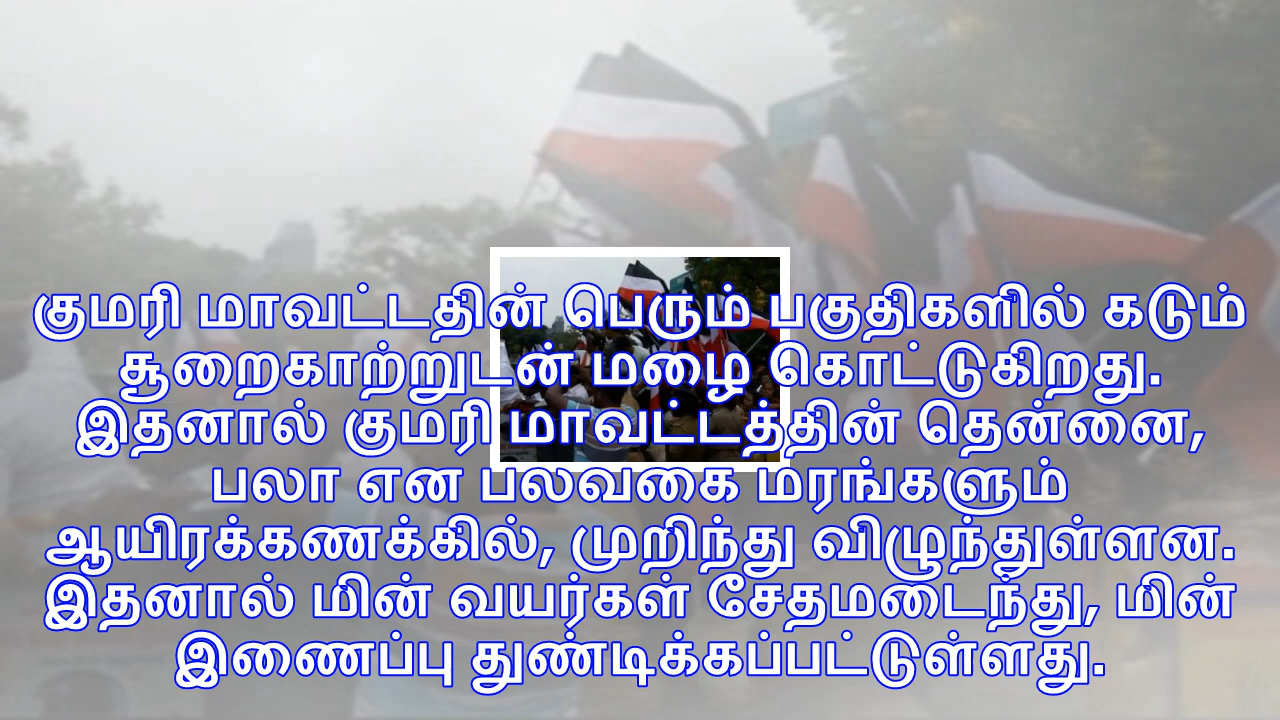 குமரி மாவட்டதின் பெரும் பகுதிகளில் கடும்
சூறைகாற்றுடன் மழை கொட்டுகிறது.
இதனால் குமரி மாவட்டத்தின் தென்னை,
பலா என பலவகை மரங்களும்
ஆயிரக்கணக்கில், முறிந்து விழுந்துள்ளன.
இதனால் மின் வயர்கள் சேதமடைந்து, மின்
இணைப்பு துண்டிக்கப்பட்டுள்ளது.